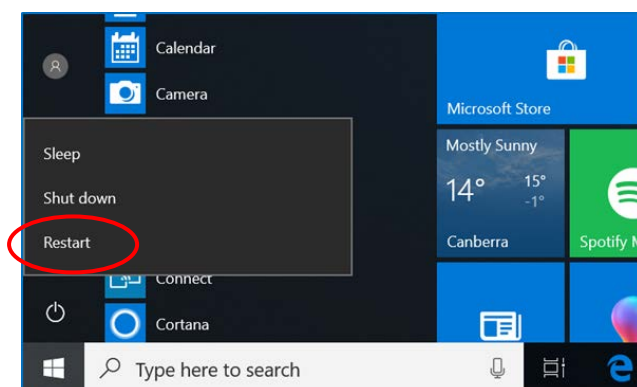 Calendar
Camera
Sleep
Shut down
Restart
Connect
Cortana
Type here to search
Microsoft Store
Mostly Sunny
14° 15°
-1°
Canberra
Spotify